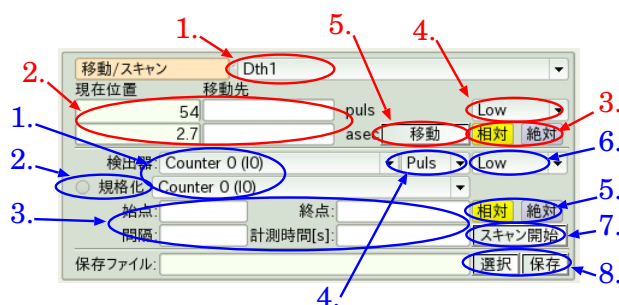 1. 5. 4.
移動/スキャン Dth1
2. 現在位置 移動先
54 puls Low 3.
1. 2.7 asec 移動 相対 絶対
検出器: Counter 0 (I0) Puls Low 6.
2. 規格化 Counter 0 (I0)
3. 始点: 終点: 相対 絶対 5.
間隔: 計測時間[s]: スキャン開始 7.
保存ファイル: 選択 保存 8.
4.